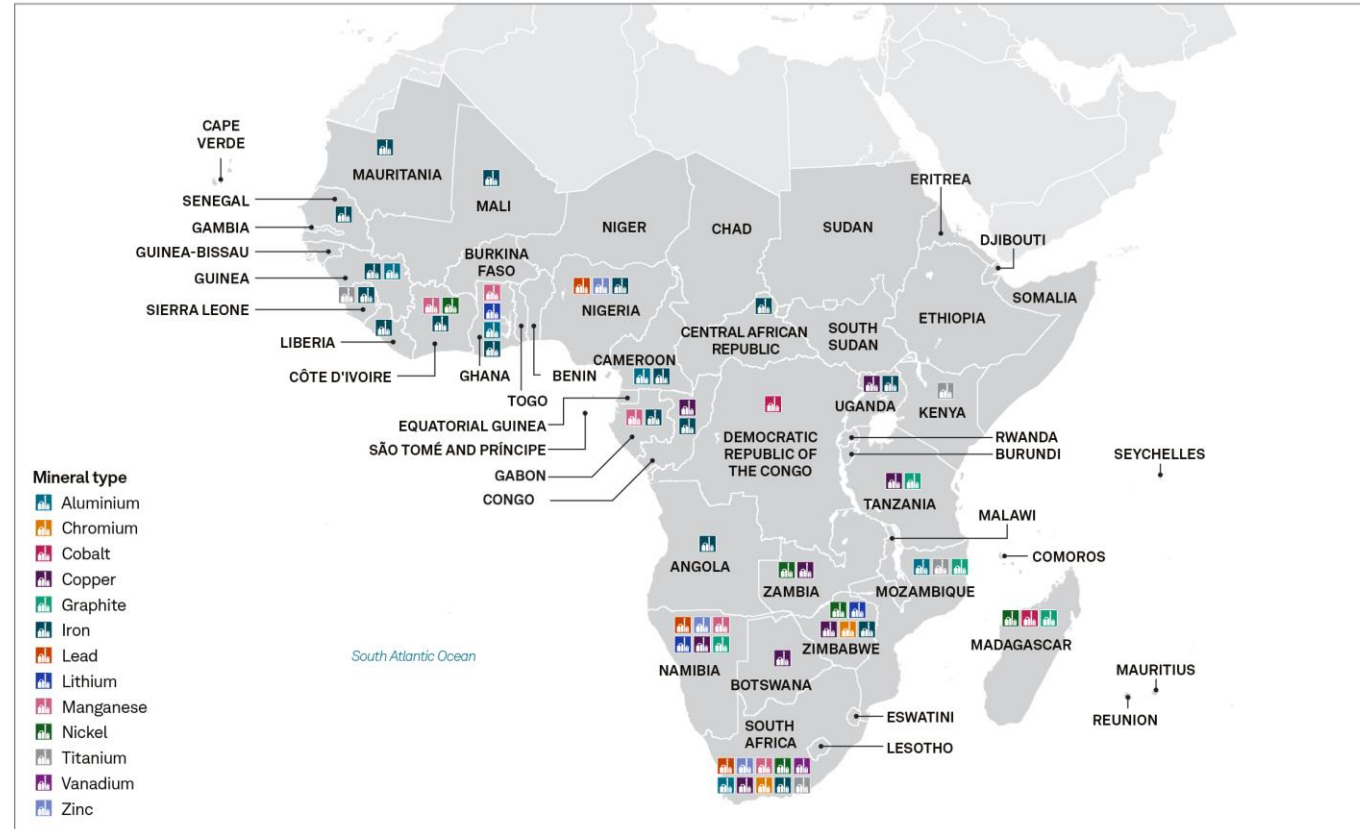 CAPE
VERDE
MAURITANIA
MALI
SENEGAL
GAMBIA
GUINEA-BISSAU
GUINEA
SIERRA LEONE
LIBERIA
CÔTE D'IVOIRE
BURKINA
FASO
GHANA
TOGO
BENIN
NIGER
NIGERIA
CHAD
SUDAN
ERITREA
DJIBOUTI
SOMALIA
ETHIOPIA
SOUTH
SUDAN
CENTRAL AFRICAN
REPUBLIC
CAMEROON
EQUATORIAL GUINEA
SÃO TOMÉ AND PRÍNCIPE
GABON
CONGO
DEMOCRATIC
REPUBLIC OF
THE CONGO
UGANDA
KENYA
RWANDA
BURUNDI
SEYCHELLES
TANZANIA
MALAWI
COMOROS
ANGOLA
ZAMBIA
MOZAMBIQUE
MADAGASCAR
NAMIBIA
BOTSWANA
ZIMBABWE
MAURITIUS
REUNION
SOUTH
AFRICA
ESWATINI
LESOTHO
South Atlantic Ocean
Mineral type
Aluminium
Chromium
Cobalt
Copper
Graphite
Iron
Lead
Lithium
Manganese
Nickel
Titanium
Vanadium
Zinc